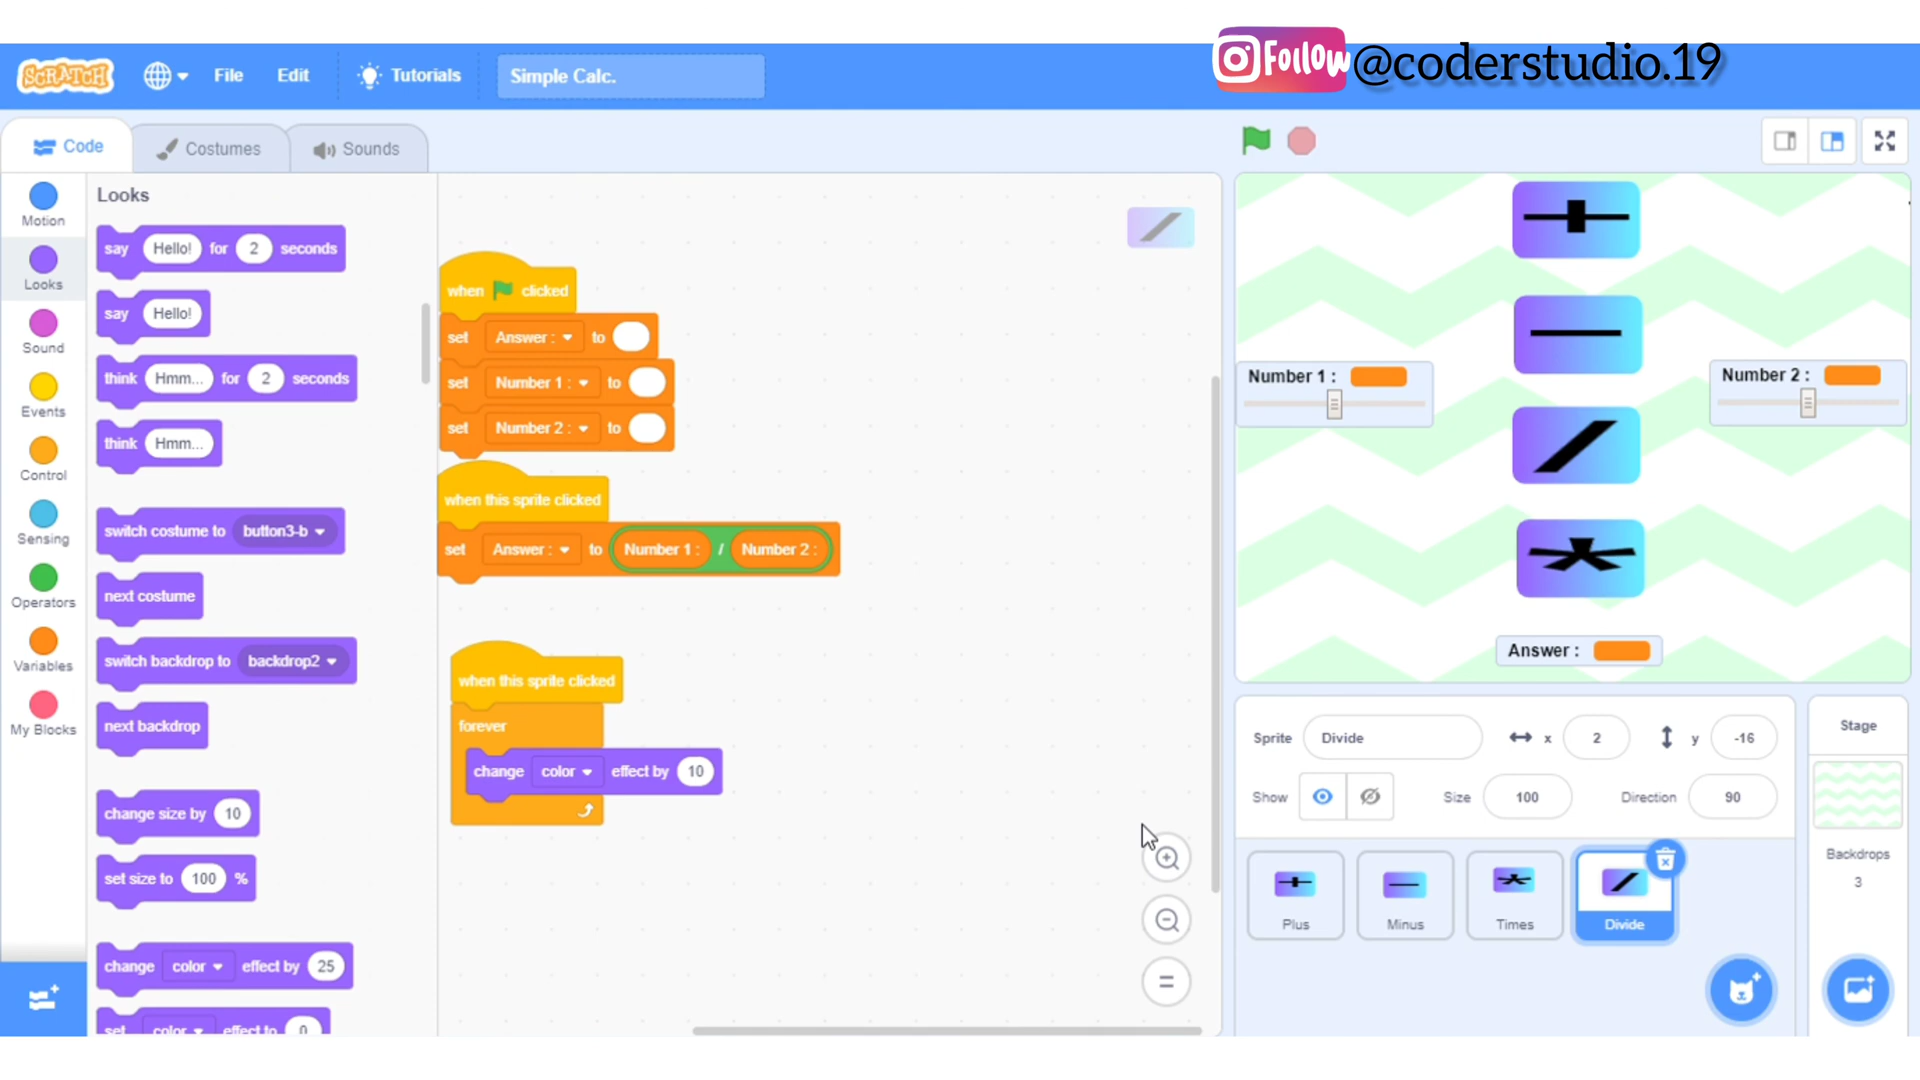 Follow @coderstudio.19
SCRATCH File Edit Tutorials Simple Calc.
Code Costumes Sounds
Motion
Looks
Sound
Events
Control
Sensing
Operators
Variables
My Blocks
Looks
say Hello! for 2 seconds
say Hello!
think Hmm... for 2 seconds
think Hmm...
switch costume to button3-b
next costume
switch backdrop to backdrop2
next backdrop
change size by 10
set size to 100 %
change color effect by 25
set color effect to 0
when clicked
set Answer : to
set Number 1 : to
set Number 2 : to
when this sprite clicked
set Answer : to Number 1 : / Number 2 :
when this sprite clicked
forever
change color effect by 10
Number 1 :
Number 2 :
Answer :
Sprite Divide x 2 y -16
Show Size 100 Direction 90
Plus Minus Times Divide
Stage
Backdrops
3